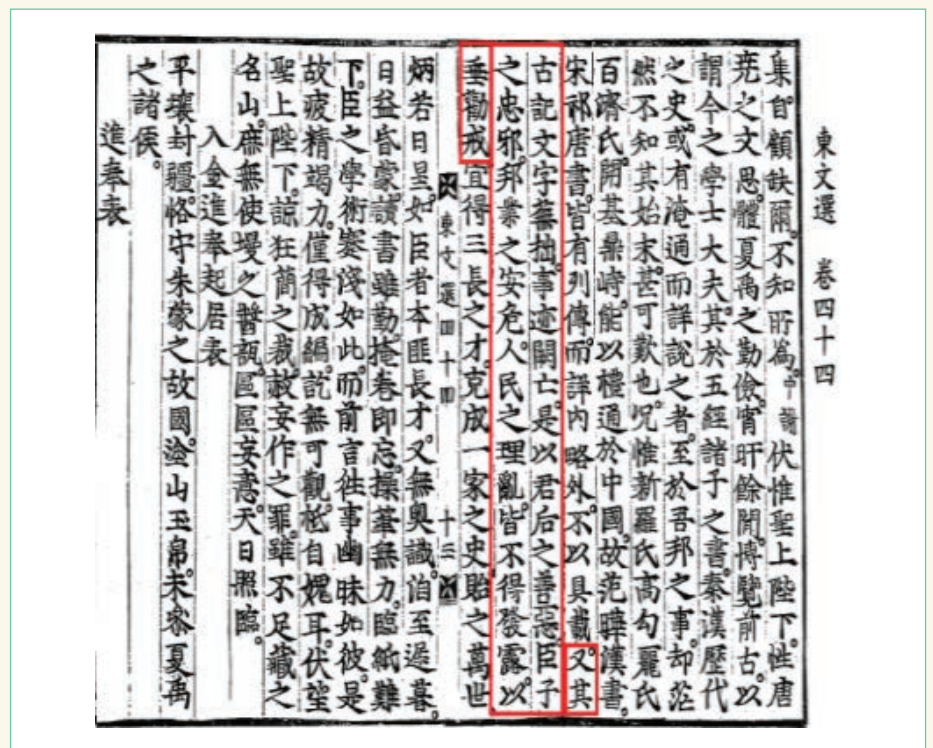 東文選 卷四十四
集自顧缺爾。不知所爲。中謝 伏惟聖上陛下。性唐
堯之文思。體夏禹之勤儉。宵旰餘閒。博覽前古。以
謂今之學士大夫。其於五經諸子之書。秦漢歷代
之史。或有淹通而詳說之者。至於吾邦之事。却茫
然不知其始末。甚可歎也。況惟新羅氏高勾麗氏
百濟氏。開基鼎峙。能以禮通於中國。故范曄漢書。
宋祁唐書。皆有列傳。而詳內略外。不以具載。又其
古記文字蕪拙。事迹闕亡。是以君后之善惡。臣子
之忠邪。邦業之安危。人民之理亂。皆不得發露。以
垂勸戒。宜得三長之才。克成一家之史。貽之萬世。
東文選四十四 十三
炳若日星。如臣者本匪長才。又無奧識。洎至遲暮。
日益昏蒙。讀書雖勤。掩卷即忘。操筆無力。臨紙難
下。臣之學術蹇淺如此。而前言往事幽昧如彼。是
故疲精竭力。僅得成編。訖無可觀。秪自媿耳。伏望
聖上陛下。諒狂簡之裁。赦妄作之罪。雖不足藏之
名山。庶無使墁之醬瓿。區區妄意。天日照臨。
入金進奉起居表
平壤封疆。恪守朱蒙之故國。塗山玉帛。未參夏禹
之諸侯。
進奉表